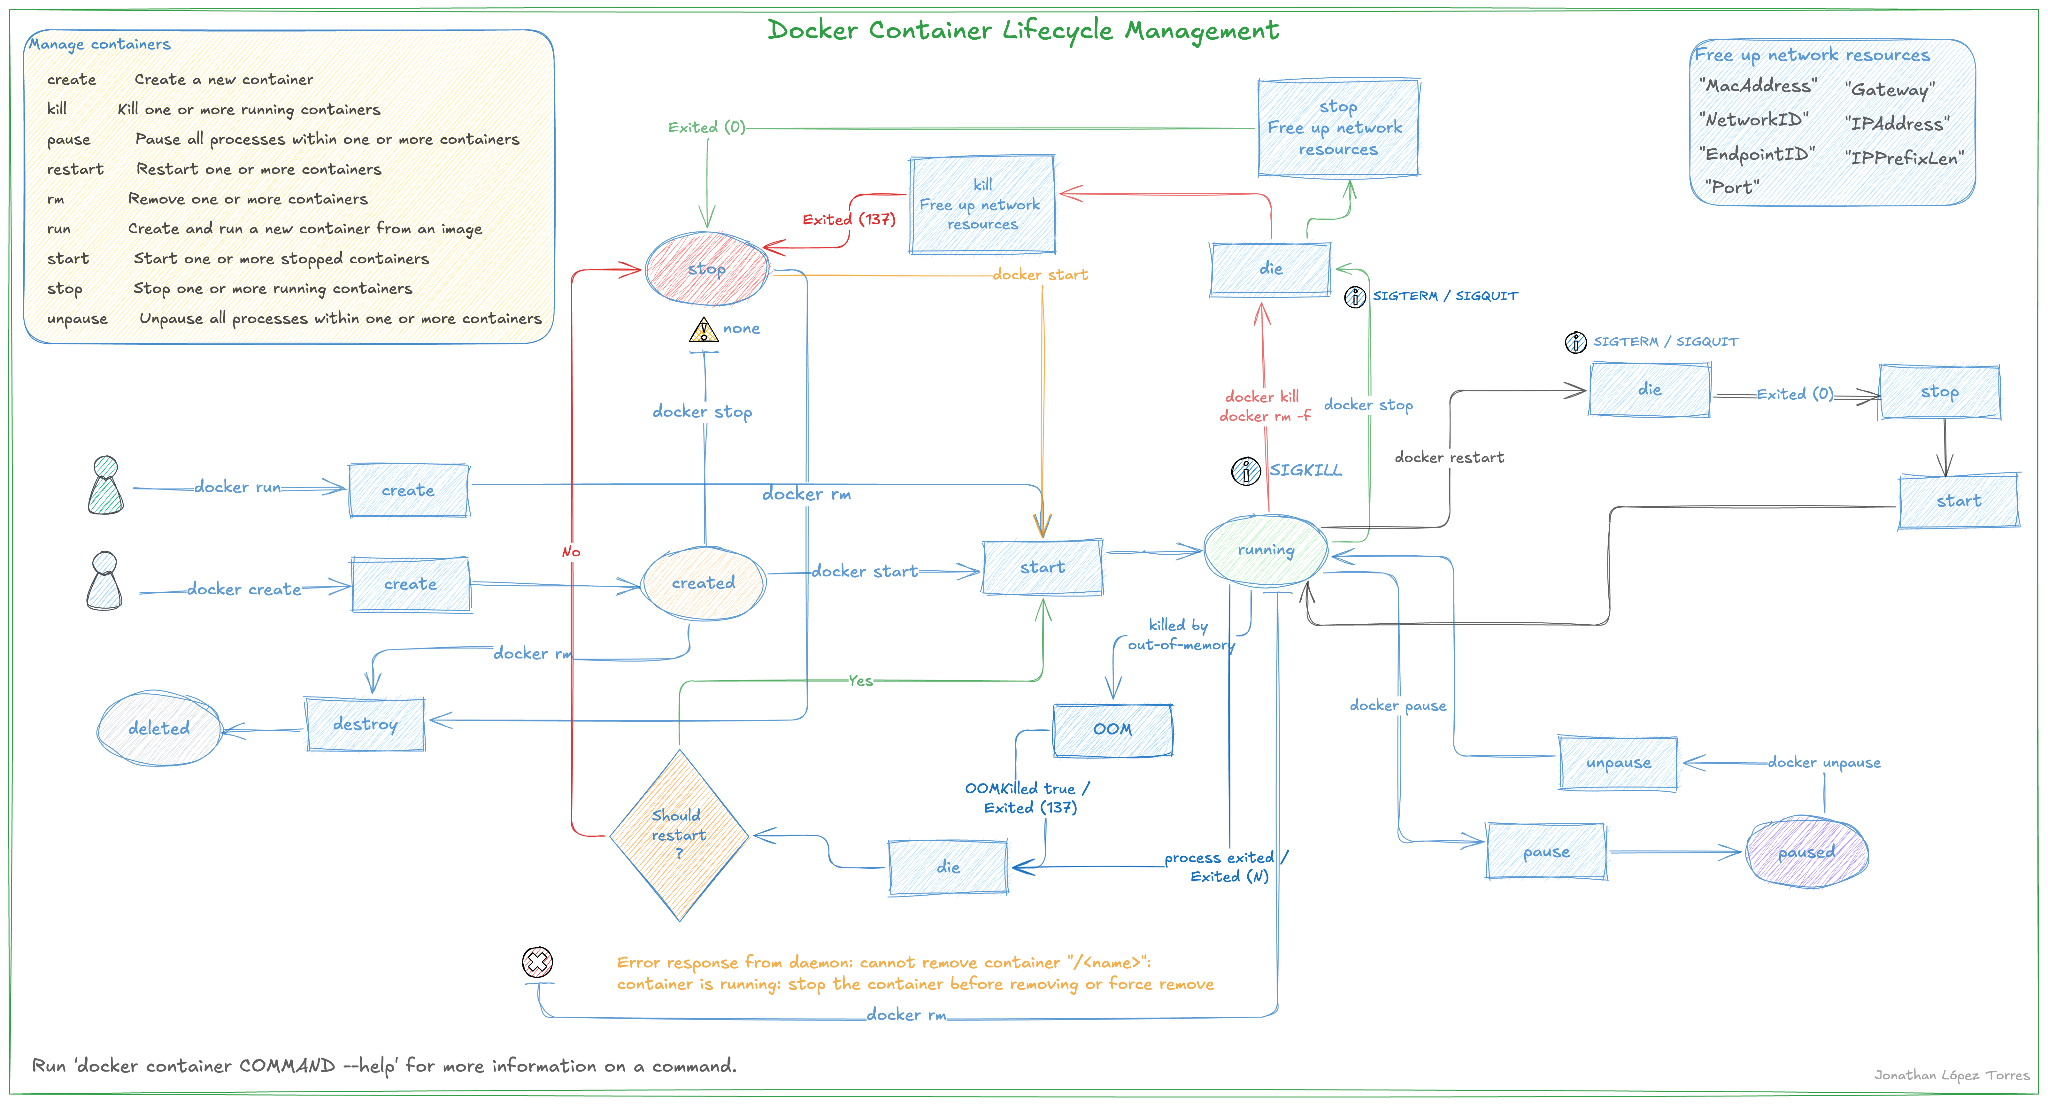 Docker Container Lifecycle Management
Manage containers
create Create a new container
kill Kill one or more running containers
pause Pause all processes within one or more containers
restart Restart one or more containers
rm Remove one or more containers
run Create and run a new container from an image
start Start one or more stopped containers
stop Stop one or more running containers
unpause Unpause all processes within one or more containers
Free up network resources
"MacAddress" "Gateway"
"NetworkID" "IPAddress"
"EndpointID" "IPPrefixLen"
"Port"
stop
Free up network
resources
Exited (0)
kill
Free up network
resources
Exited (137)
stop
docker start
die
SIGTERM / SIGQUIT
none
SIGTERM / SIGQUIT
die
Exited (0)
stop
docker stop
docker kill
docker rm -f
docker stop
docker restart
SIGKILL
docker run
create
docker rm
start
No
running
docker create
create
created
docker start
start
killed by
out-of-memory
docker rm
Yes
docker pause
deleted
destroy
OOM
unpause
docker unpause
OOMKilled true /
Exited (137)
Should
restart
?
die
process exited /
Exited (N)
pause
paused
Error response from daemon: cannot remove container "/<name>":
container is running: stop the container before removing or force remove
docker rm
Run 'docker container COMMAND --help' for more information on a command.
Jonathan López Torres